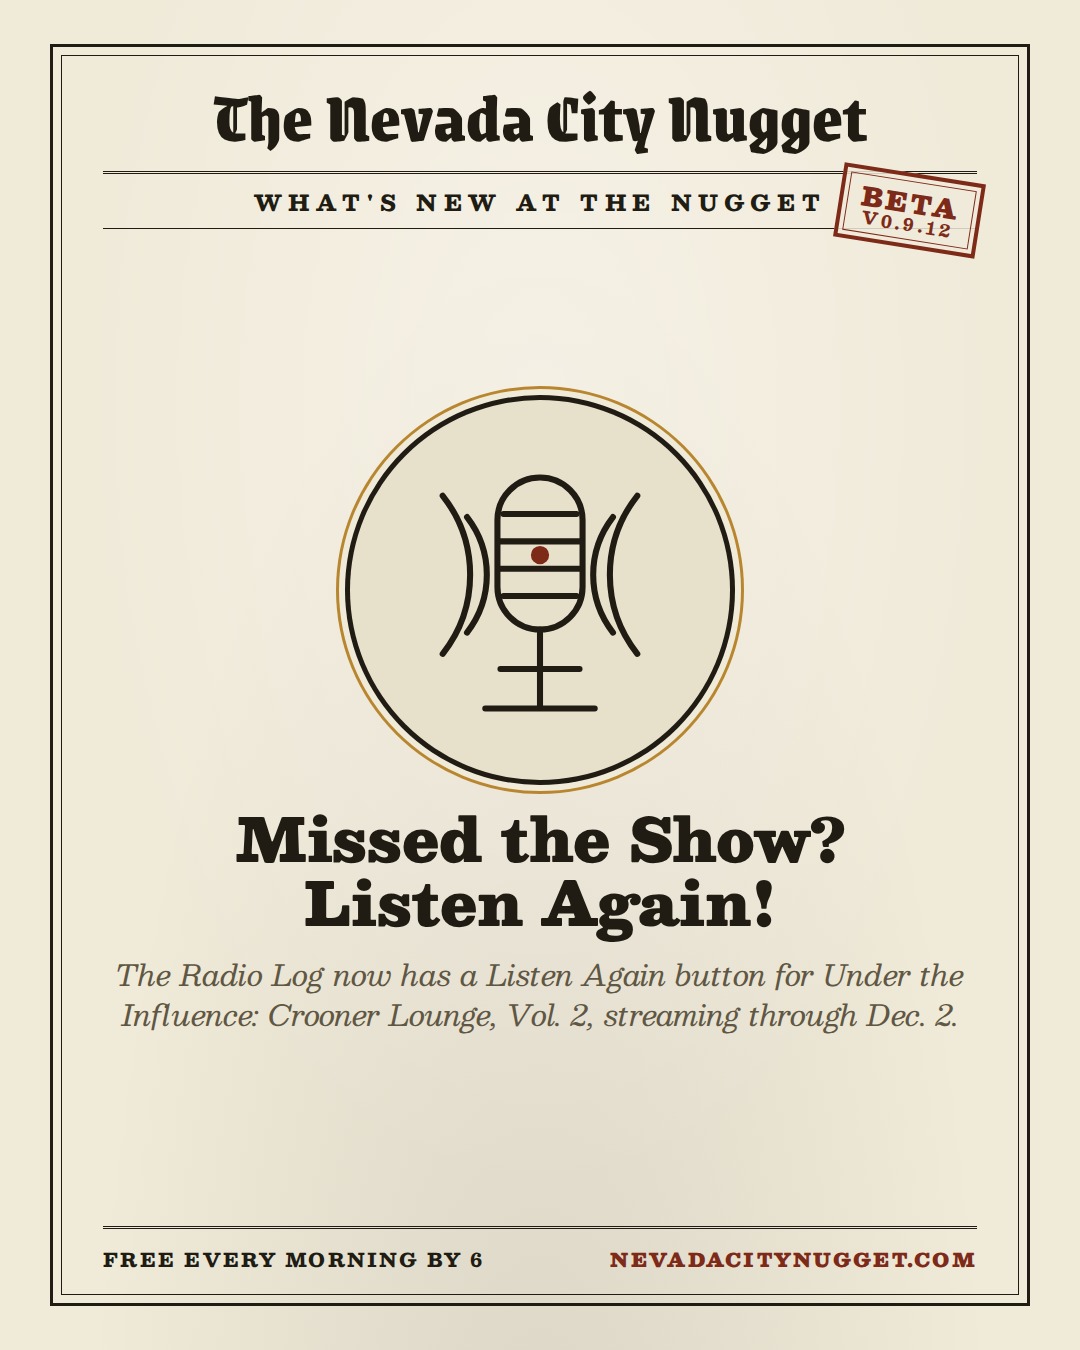 The Nevada City Nugget
WHAT'S NEW AT THE NUGGET
BETA
V0.9.12
Missed the Show?
Listen Again!
The Radio Log now has a Listen Again button for Under the
Influence: Crooner Lounge, Vol. 2, streaming through Dec. 2.
FREE EVERY MORNING BY 6
NEVADACITYNUGGET.COM